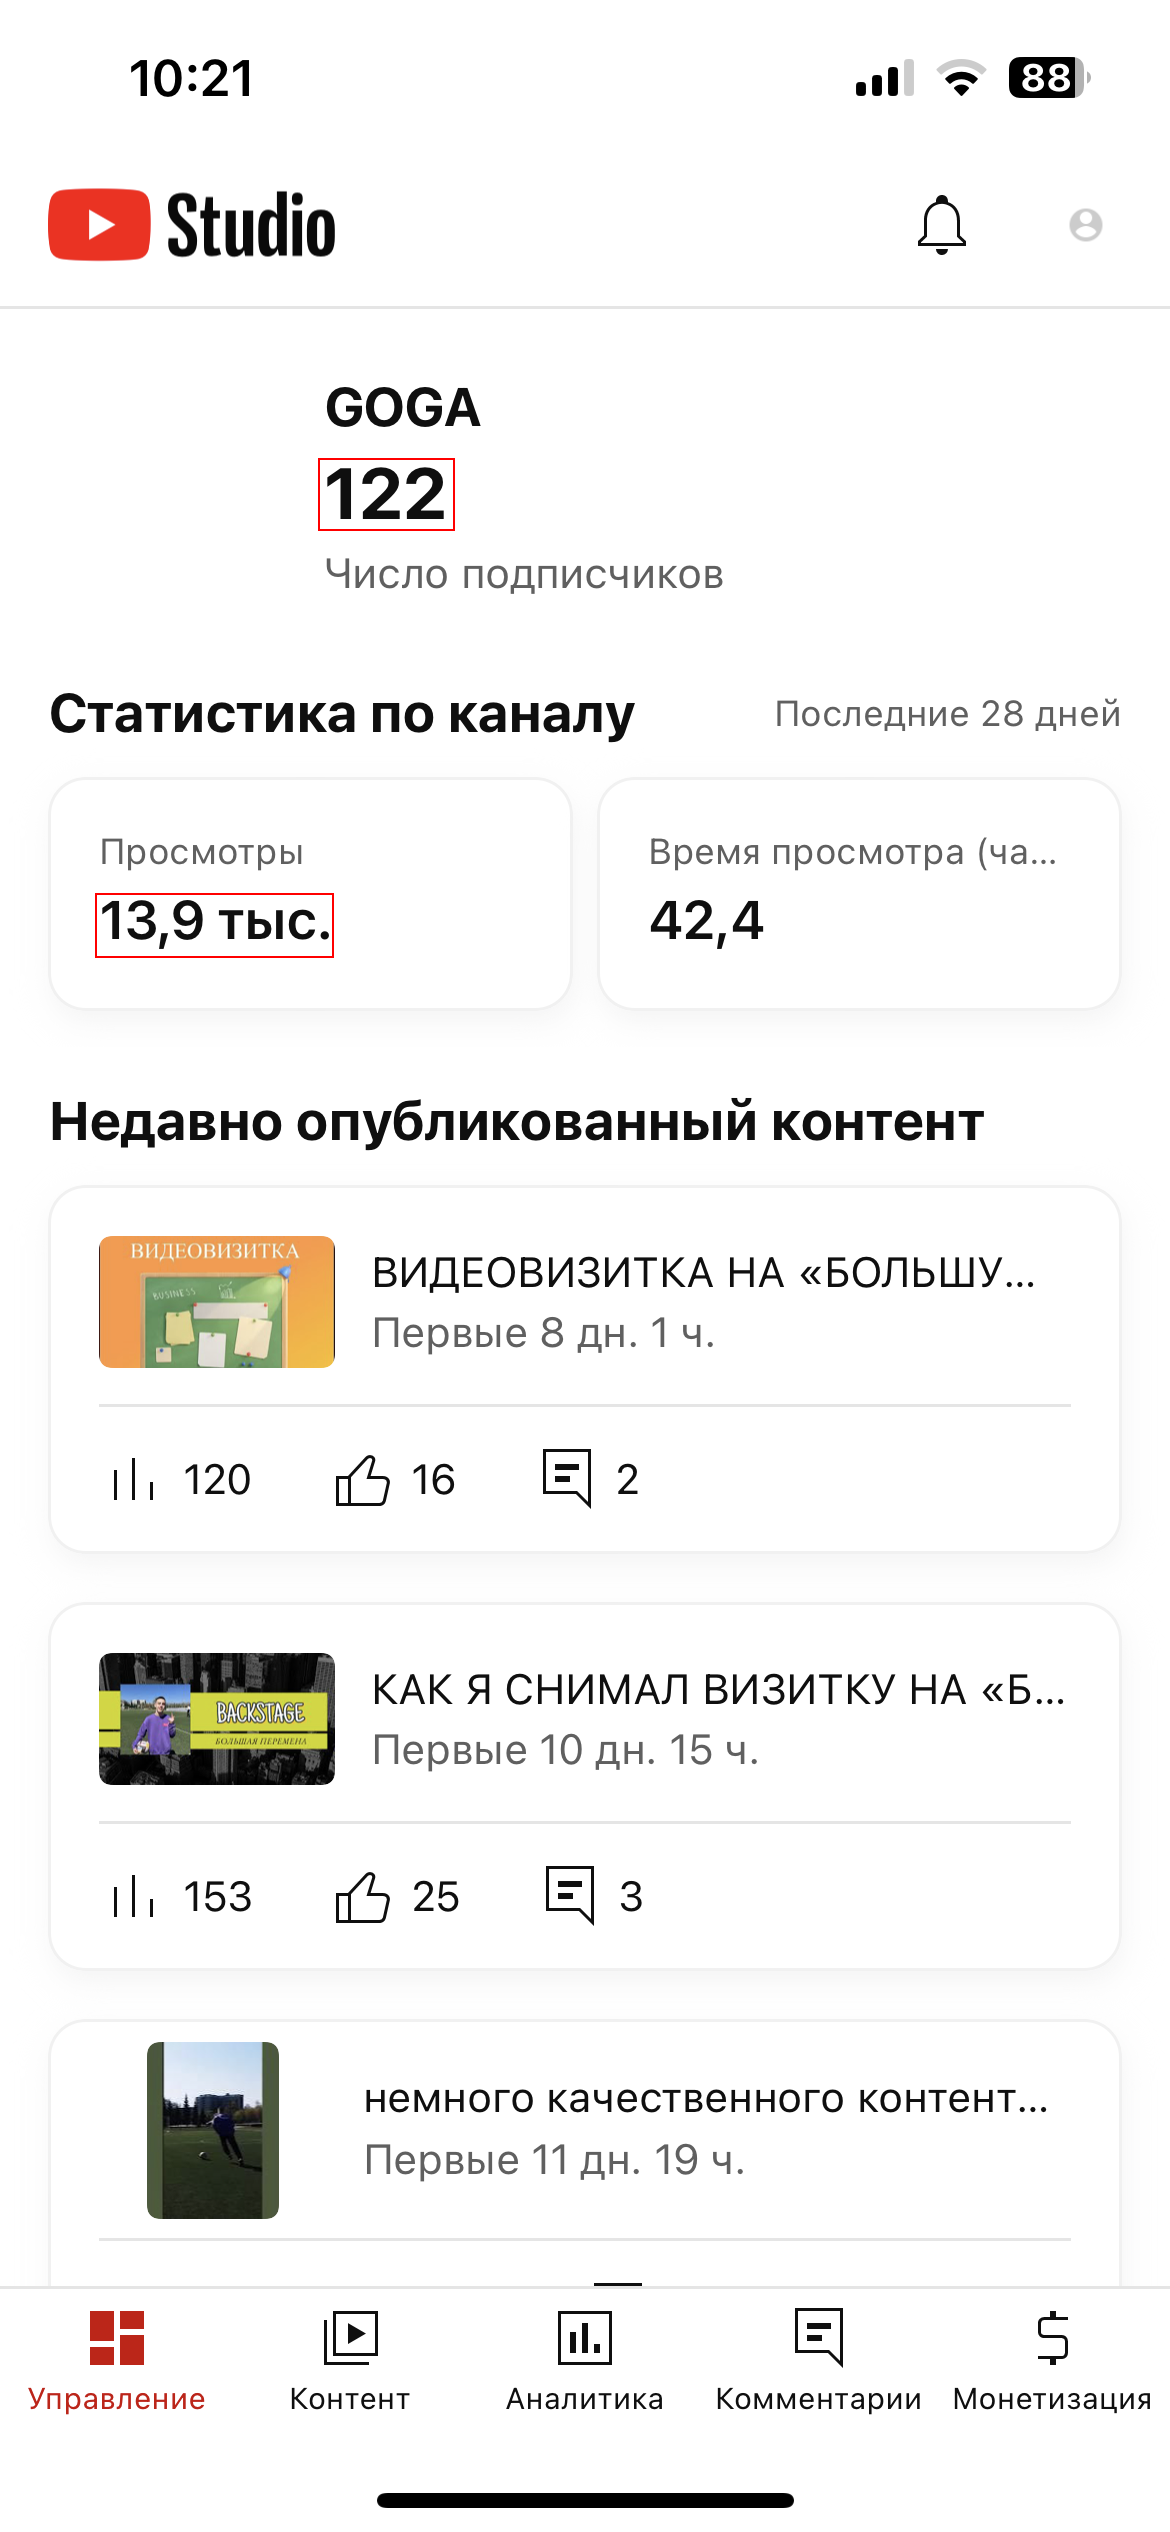 10:21
88
Studio
GOGA
122
Число подписчиков
Статистика по каналу
Последние 28 дней
Просмотры
13,9 тыс.
Время просмотра (ча...
42,4
Недавно опубликованный контент
ВИДЕОВИЗИТКА
BUSINESS
ВИДЕОВИЗИТКА НА «БОЛЬШУ...
Первые 8 дн. 1 ч.
120
16
2
BACKSTAGE
БОЛЬШАЯ ПЕРЕМЕНА
КАК Я СНИМАЛ ВИЗИТКУ НА «Б...
Первые 10 дн. 15 ч.
153
25
3
немного качественного контент...
Первые 11 дн. 19 ч.
Управление
Контент
Аналитика
Комментарии
Монетизация